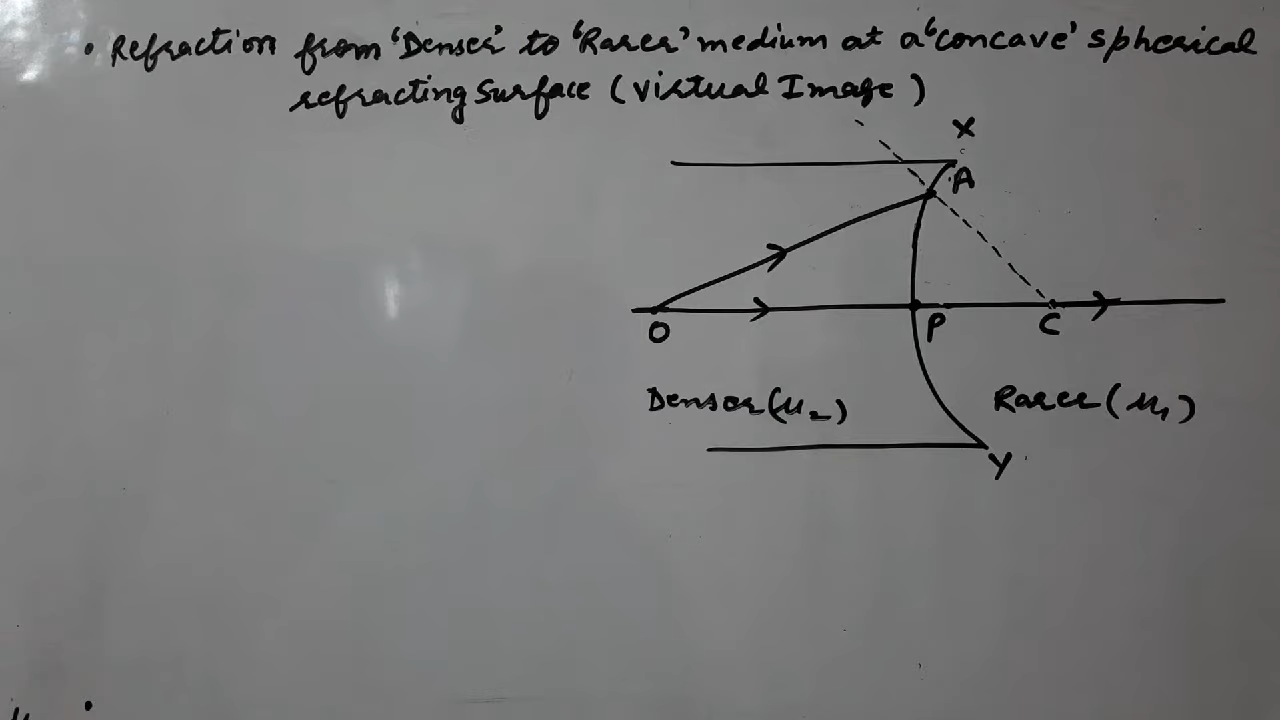 • Refraction from 'Denser' to 'Rarer' medium at a 'concave' spherical
refracting surface (virtual Image)
X
A
O
P
C
Denser (μ₂)
Rarer (μ₁)
Y